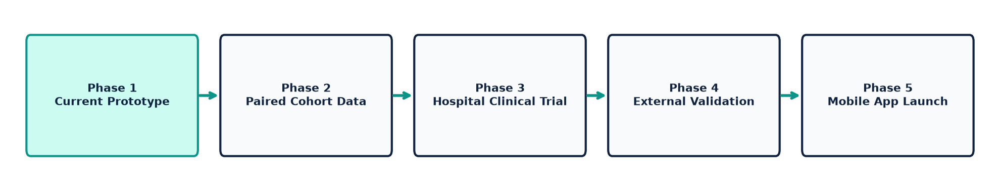 Phase 1
Current Prototype
Phase 2
Paired Cohort Data
Phase 3
Hospital Clinical Trial
Phase 4
External Validation
Phase 5
Mobile App Launch